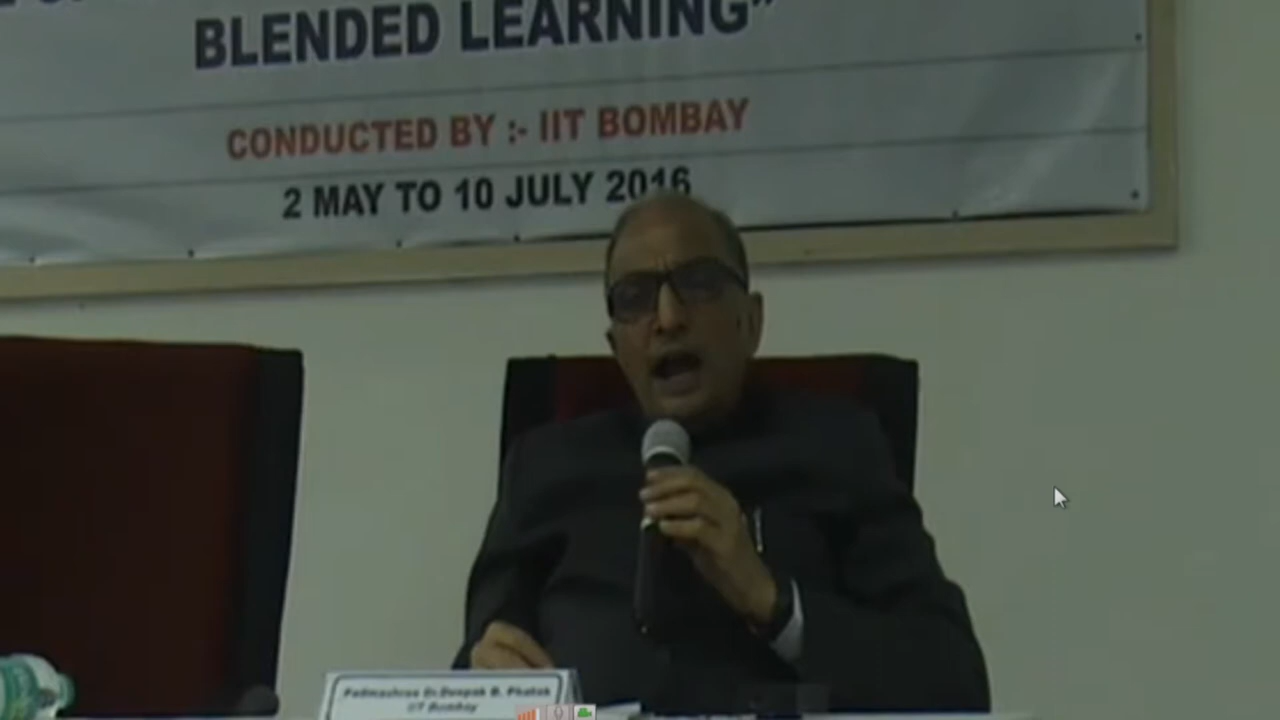 BLENDED LEARNING"
CONDUCTED BY :- IIT BOMBAY
2 MAY TO 10 JULY 2016
Padmashree Dr.Deepak B. Phatak
IIT Bombay